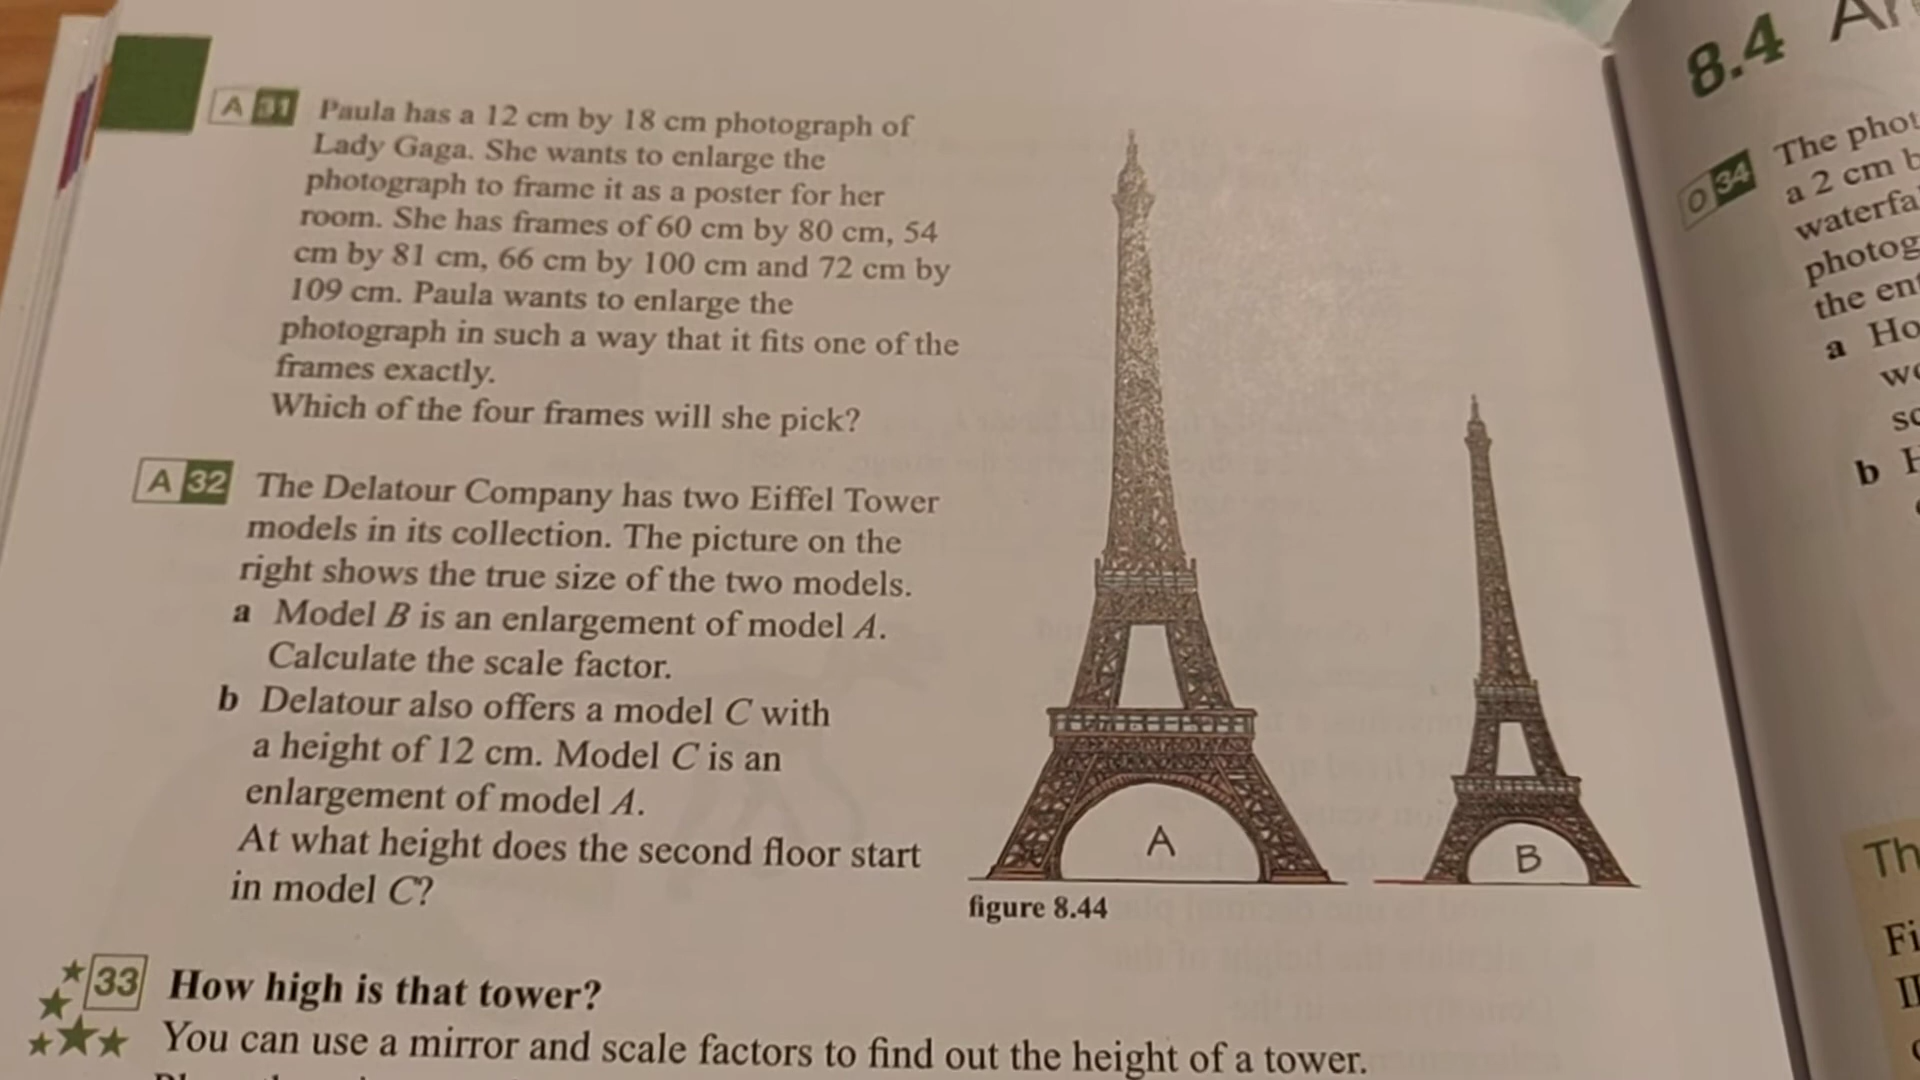 A 31 Paula has a 12 cm by 18 cm photograph of
Lady Gaga. She wants to enlarge the
photograph to frame it as a poster for her
room. She has frames of 60 cm by 80 cm, 54
cm by 81 cm, 66 cm by 100 cm and 72 cm by
109 cm. Paula wants to enlarge the
photograph in such a way that it fits one of the
frames exactly.
Which of the four frames will she pick?
A 32 The Delatour Company has two Eiffel Tower
models in its collection. The picture on the
right shows the true size of the two models.
a Model B is an enlargement of model A.
Calculate the scale factor.
b Delatour also offers a model C with
a height of 12 cm. Model C is an
enlargement of model A.
At what height does the second floor start
in model C?
A
B
figure 8.44
33 How high is that tower?
You can use a mirror and scale factors to find out the height of a tower.
8.4
O 34 The
a 2 cm
the
a
b